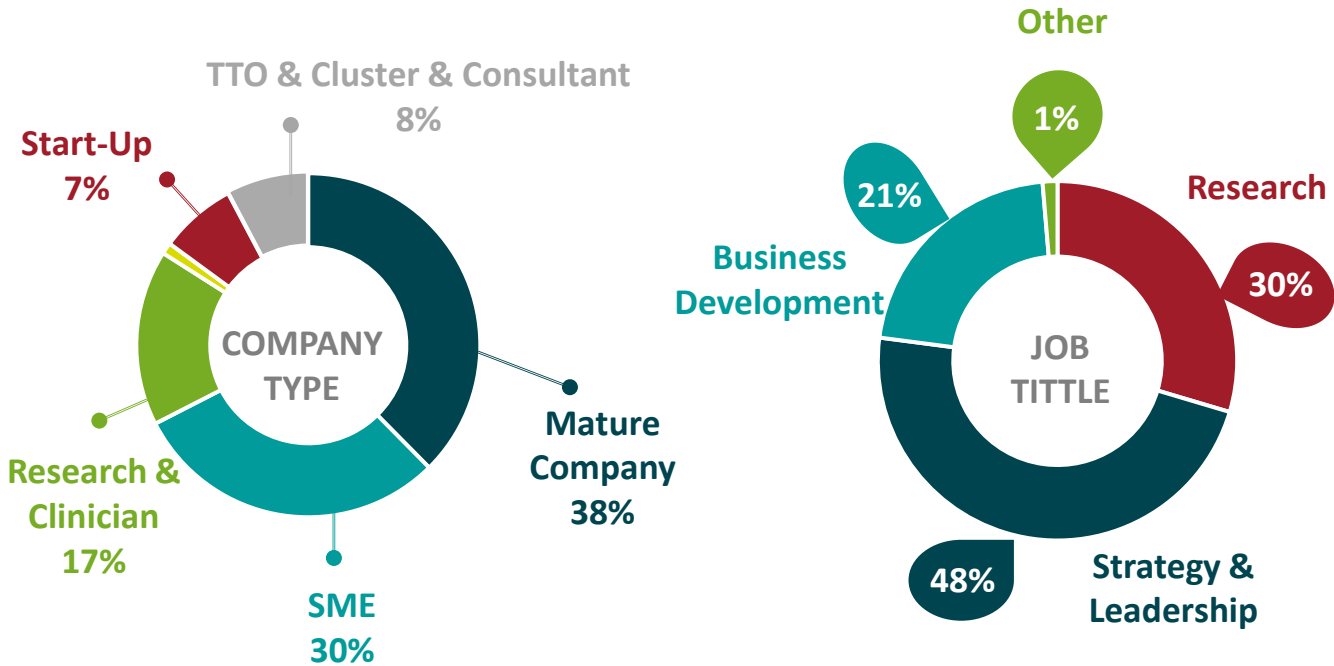 TTO & Cluster & Consultant
8%
Start-Up
7%
COMPANY
TYPE
Mature
Company
38%
Research &
Clinician
17%
SME
30%
Other
1%
21%
Research
30%
Business
Development
JOB
TITTLE
48%
Strategy &
Leadership